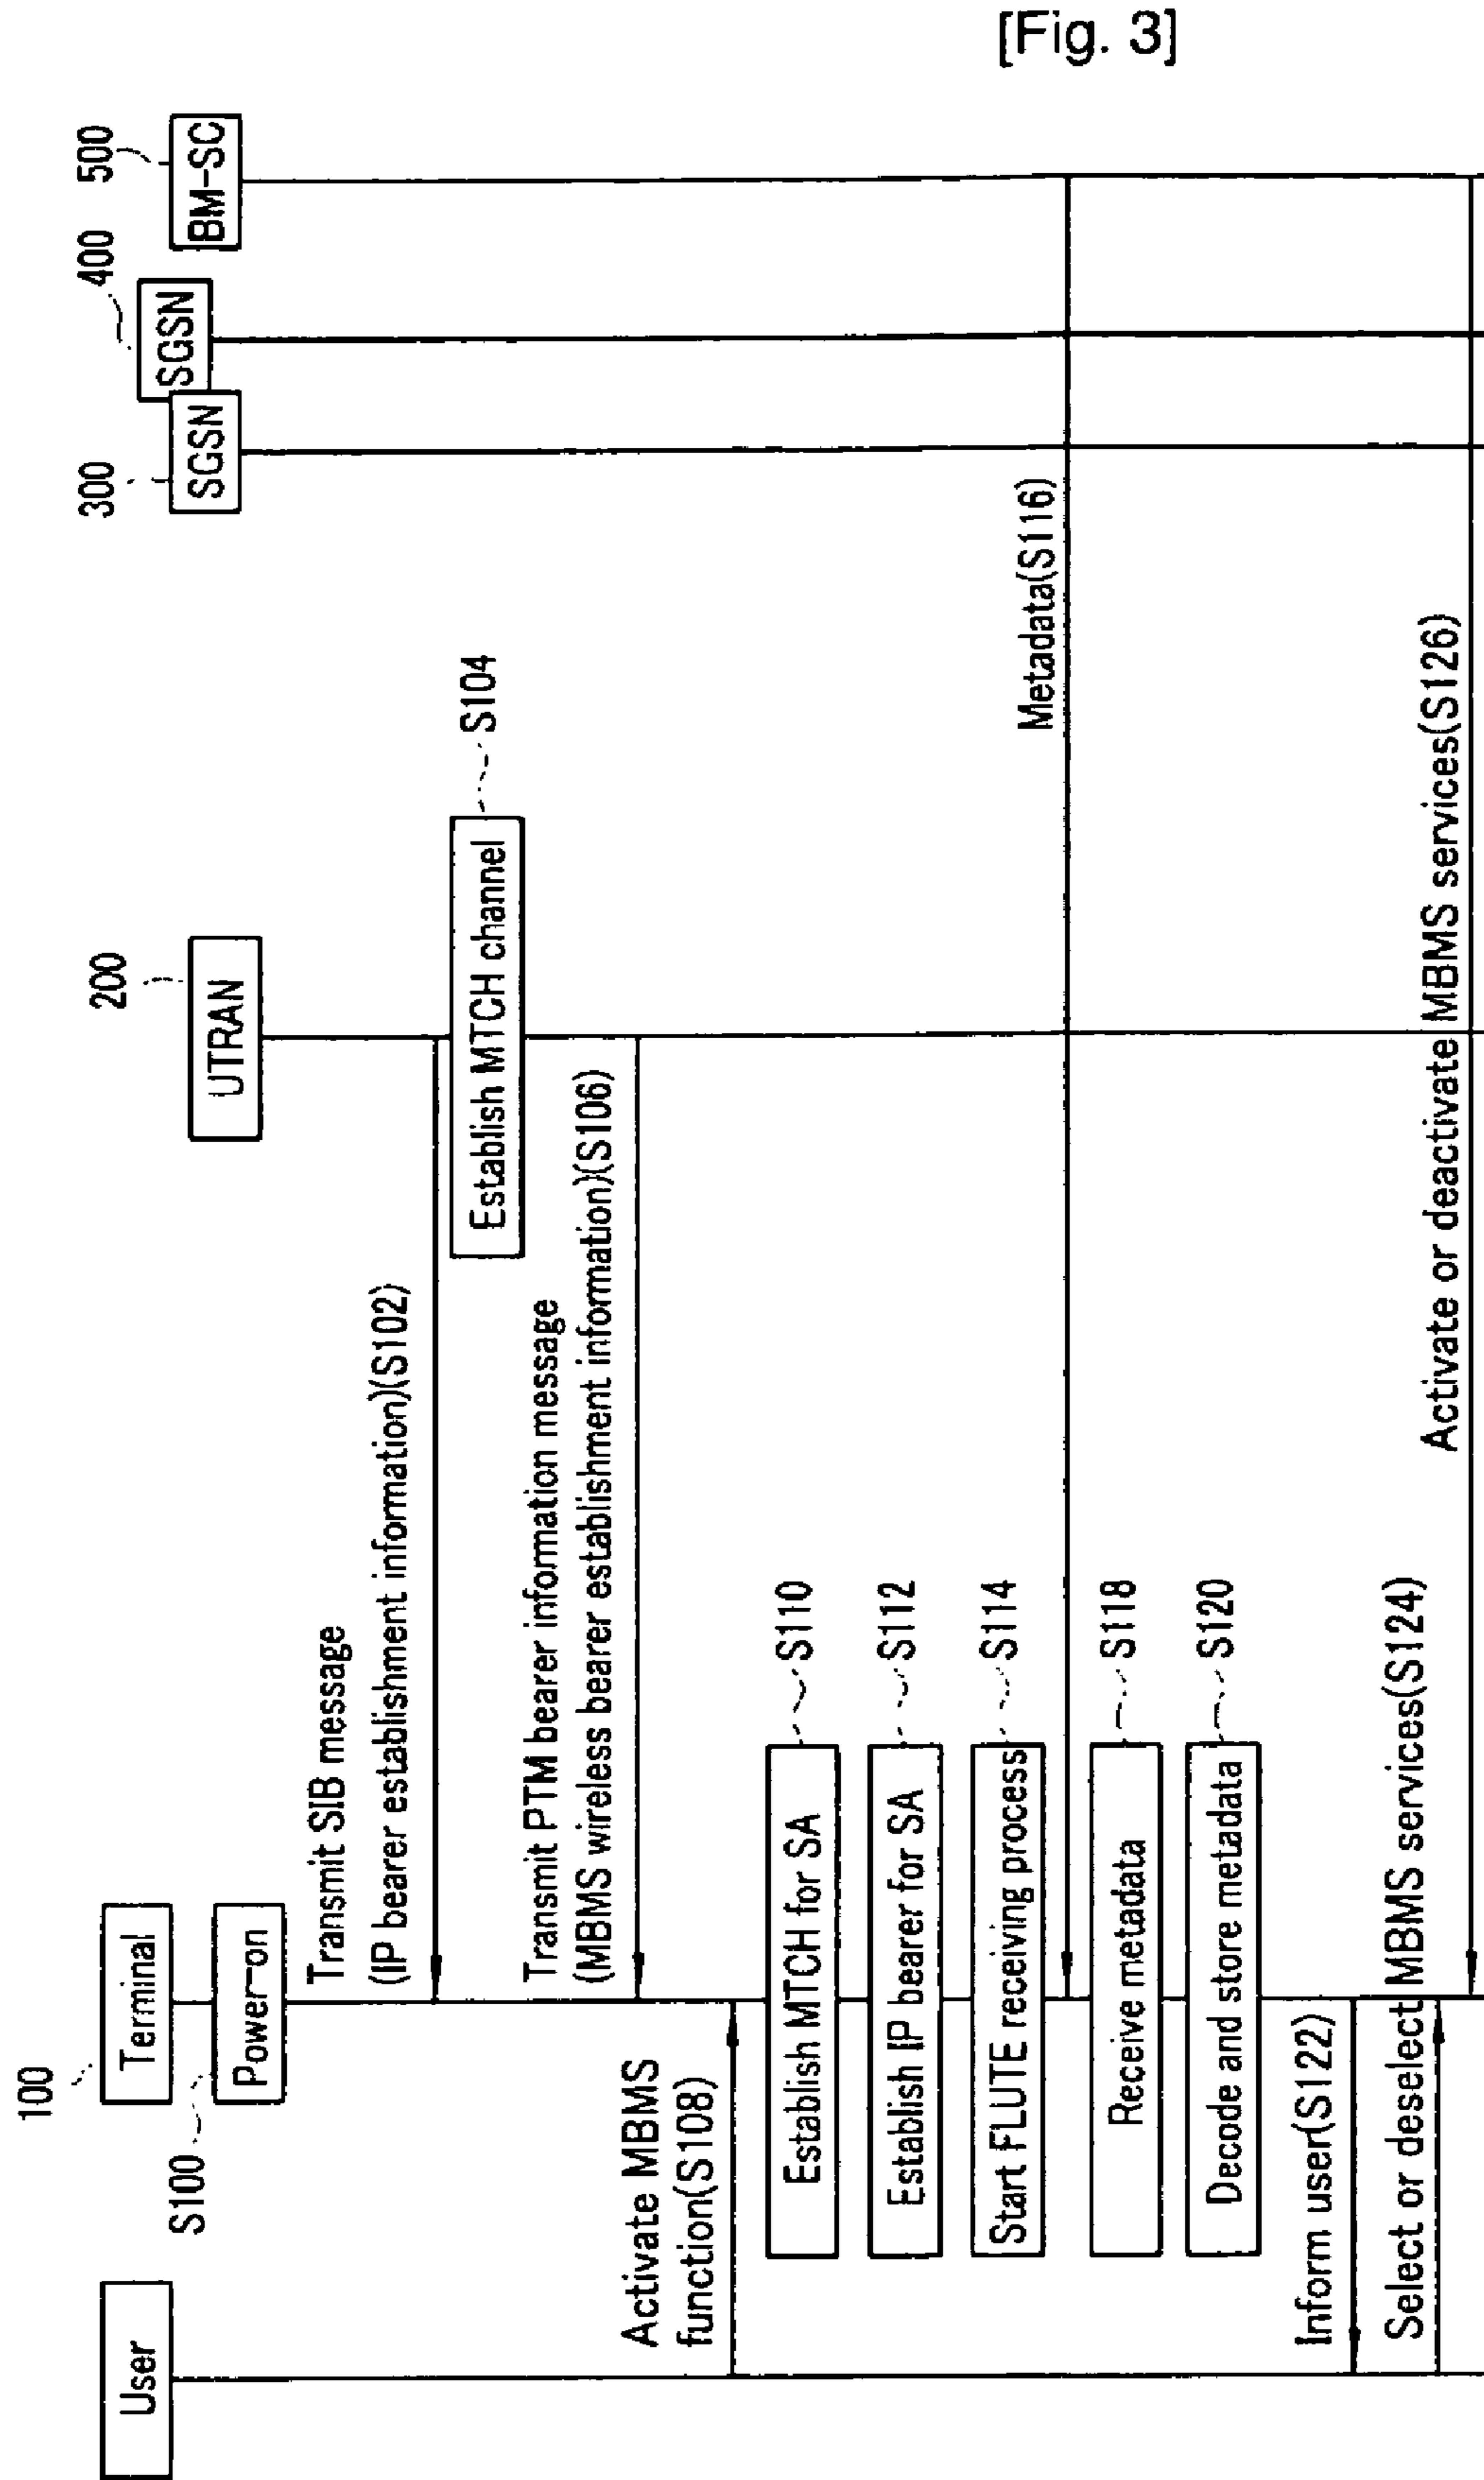 [Fig. 3]
User
100
Terminal
200
UTRAN
300
SGSN
400
SGSN
500
BM-SC
S100
Power-on
Transmit SIB message
(IP bearer establishment information)(S102)
Establish MTCH channel
S104
Transmit PTM bearer information message
(MBMS wireless bearer establishment information)(S106)
Activate MBMS
function(S108)
Establish MTCH for SA
S110
Establish IP bearer for SA
S112
Start FLUTE receiving process
S114
Metadata(S116)
Receive metadata
S118
Decode and store metadata
S120
Inform user(S122)
Select or deselect MBMS services(S124)
Activate or deactivate MBMS services(S126)